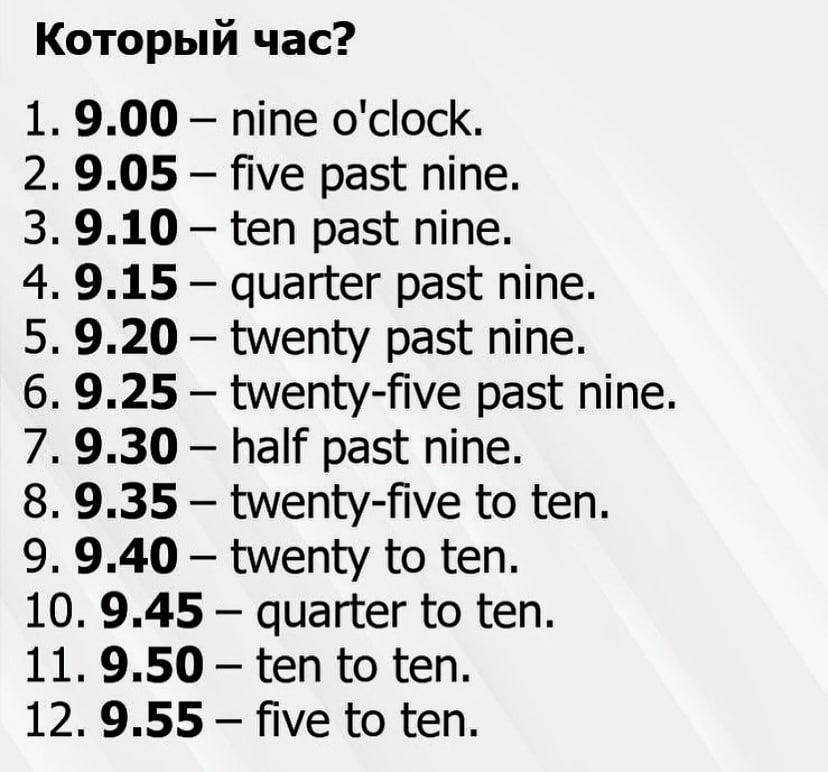 Который час?
1. 9.00 – nine o'clock.
2. 9.05 – five past nine.
3. 9.10 – ten past nine.
4. 9.15 – quarter past nine.
5. 9.20 – twenty past nine.
6. 9.25 – twenty-five past nine.
7. 9.30 – half past nine.
8. 9.35 – twenty-five to ten.
9. 9.40 – twenty to ten.
10. 9.45 – quarter to ten.
11. 9.50 – ten to ten.
12. 9.55 – five to ten.